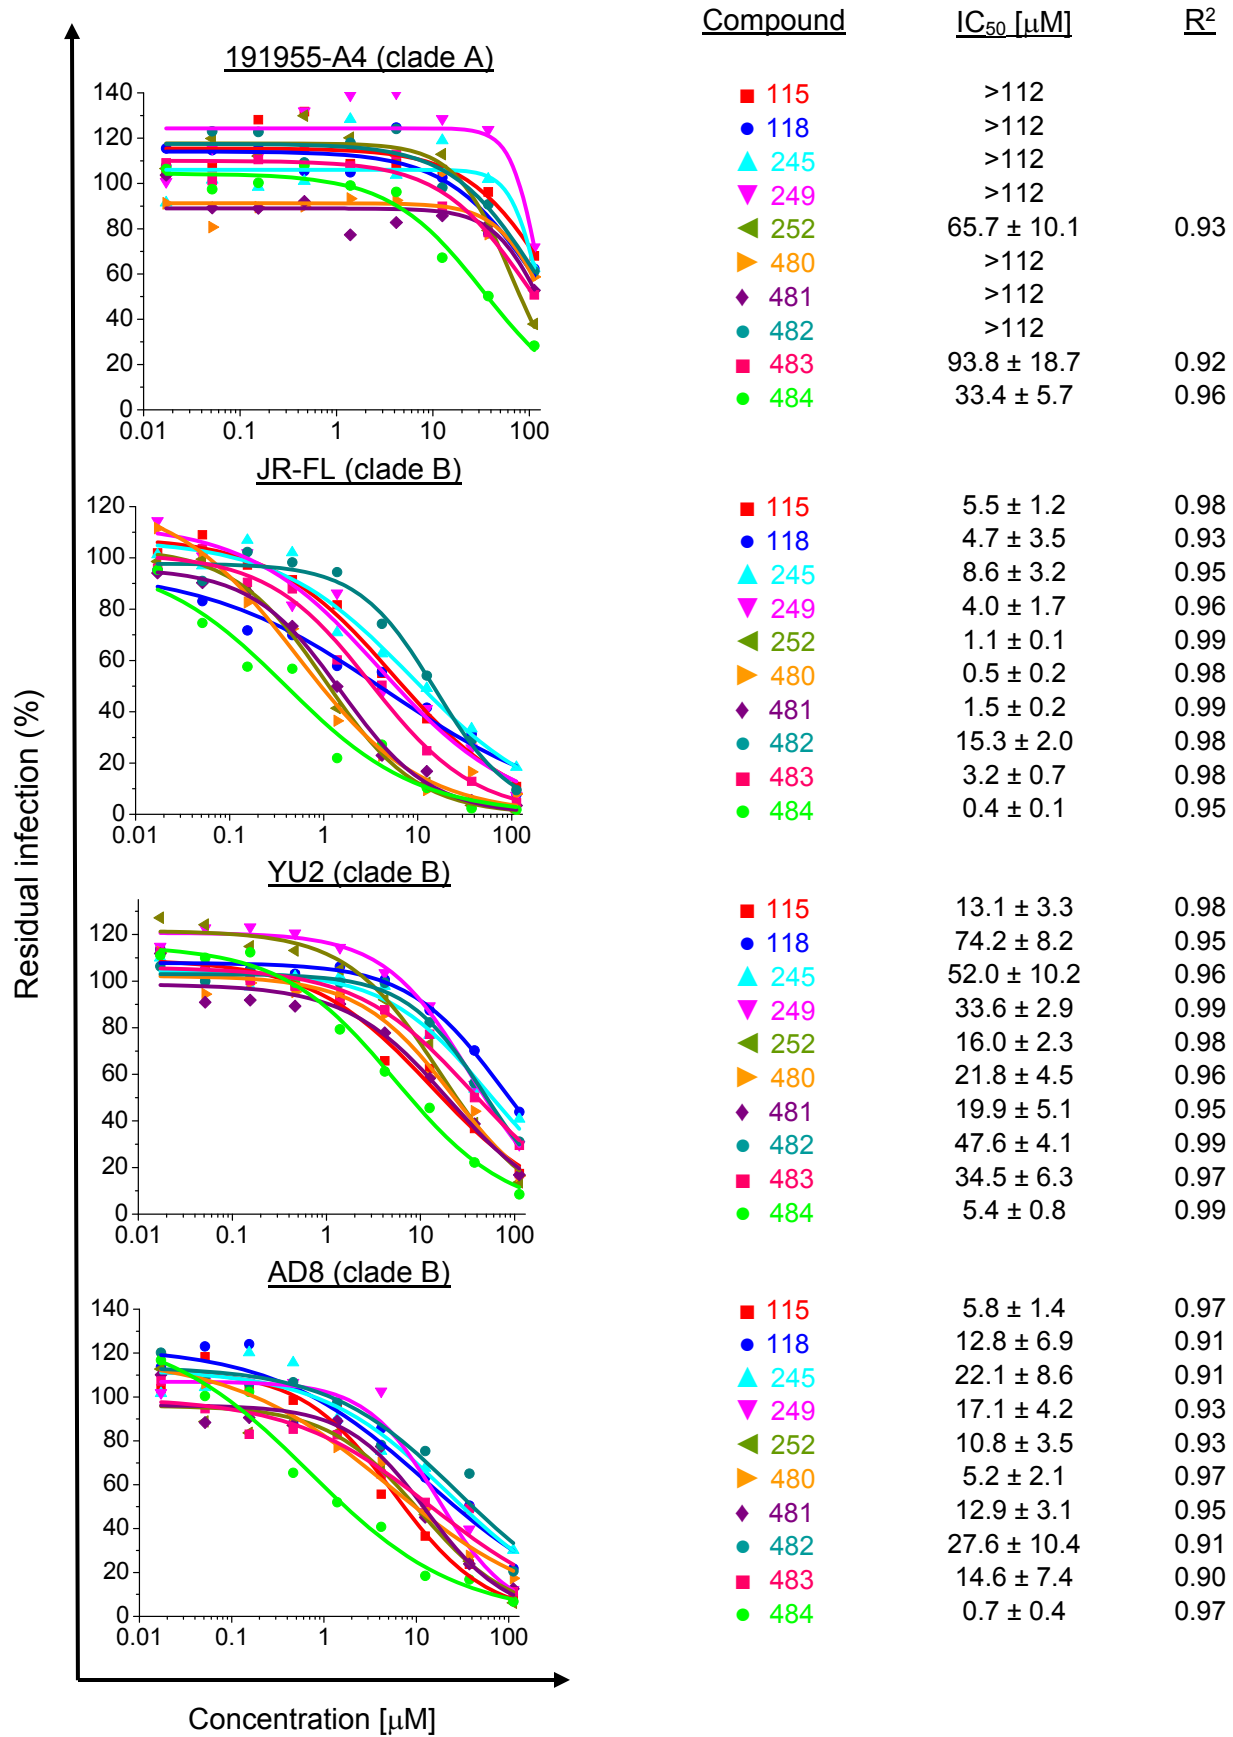 Compound IC50 [μM] R2
191955-A4 (clade A)
140
120
100
80
60
40
20
0
0.01 0.1 1 10 100
115 >112
118 >112
245 >112
249 >112
252 65.7 ± 10.1 0.93
480 >112
481 >112
482 >112
483 93.8 ± 18.7 0.92
484 33.4 ± 5.7 0.96
JR-FL (clade B)
120
100
80
60
40
20
0
0.01 0.1 1 10 100
115 5.5 ± 1.2 0.98
118 4.7 ± 3.5 0.93
245 8.6 ± 3.2 0.95
249 4.0 ± 1.7 0.96
252 1.1 ± 0.1 0.99
480 0.5 ± 0.2 0.98
481 1.5 ± 0.2 0.99
482 15.3 ± 2.0 0.98
483 3.2 ± 0.7 0.98
484 0.4 ± 0.1 0.95
YU2 (clade B)
120
100
80
60
40
20
0
0.01 0.1 1 10 100
115 13.1 ± 3.3 0.98
118 74.2 ± 8.2 0.95
245 52.0 ± 10.2 0.96
249 33.6 ± 2.9 0.99
252 16.0 ± 2.3 0.98
480 21.8 ± 4.5 0.96
481 19.9 ± 5.1 0.95
482 47.6 ± 4.1 0.99
483 34.5 ± 6.3 0.97
484 5.4 ± 0.8 0.99
AD8 (clade B)
140
120
100
80
60
40
20
0
0.01 0.1 1 10 100
115 5.8 ± 1.4 0.97
118 12.8 ± 6.9 0.91
245 22.1 ± 8.6 0.91
249 17.1 ± 4.2 0.93
252 10.8 ± 3.5 0.93
480 5.2 ± 2.1 0.97
481 12.9 ± 3.1 0.95
482 27.6 ± 10.4 0.91
483 14.6 ± 7.4 0.90
484 0.7 ± 0.4 0.97
Residual infection (%)
Concentration [μM]